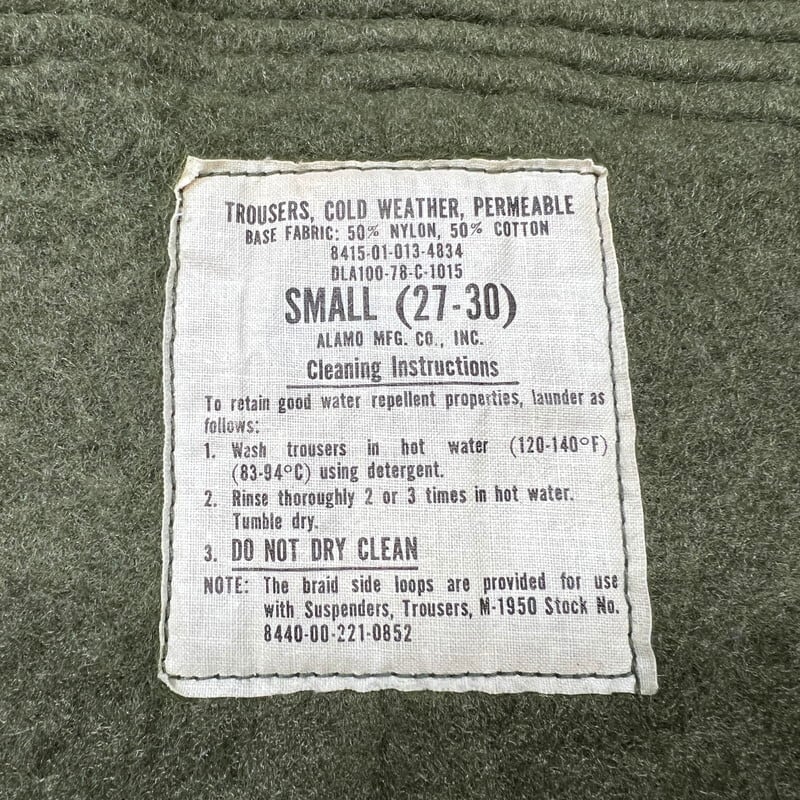 TROUSERS, COLD WEATHER, PERMEABLE
BASE FABRIC: 50% NYLON, 50% COTTON
8415-01-013-4834
DLA100-78-C-1015
SMALL (27-30)
ALAMO MFG. CO., INC.
Cleaning Instructions
To retain good water repellent properties, launder as
follows:
1. Wash trousers in hot water (120-140°F)
(83-94°C) using detergent.
2. Rinse thoroughly 2 or 3 times in hot water.
Tumble dry.
3. DO NOT DRY CLEAN
NOTE: The braid side loops are provided for use
with Suspenders, Trousers, M-1950 Stock No.
8440-00-221-0852